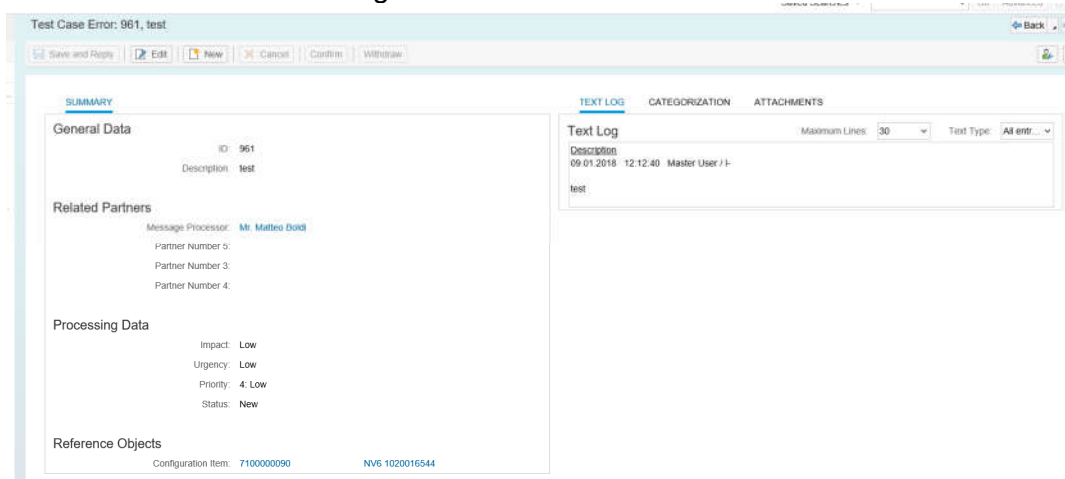 Test Case Error: 961, test
Back
Save and Reply Edit New Cancel Confirm Withdraw
SUMMARY
General Data
ID: 961
Description: test
Related Partners
Message Processor: Mr. Matteo Boldi
Partner Number 5:
Partner Number 3:
Partner Number 4:
Processing Data
Impact: Low
Urgency: Low
Priority: 4: Low
Status: New
Reference Objects
Configuration Item: 7100000090 NV6 1020016544
TEXT LOG CATEGORIZATION ATTACHMENTS
Text Log Maximum Lines: 30 Text Type: All entr...
Description
09.01.2018 12:12:40 Master User / I-
test